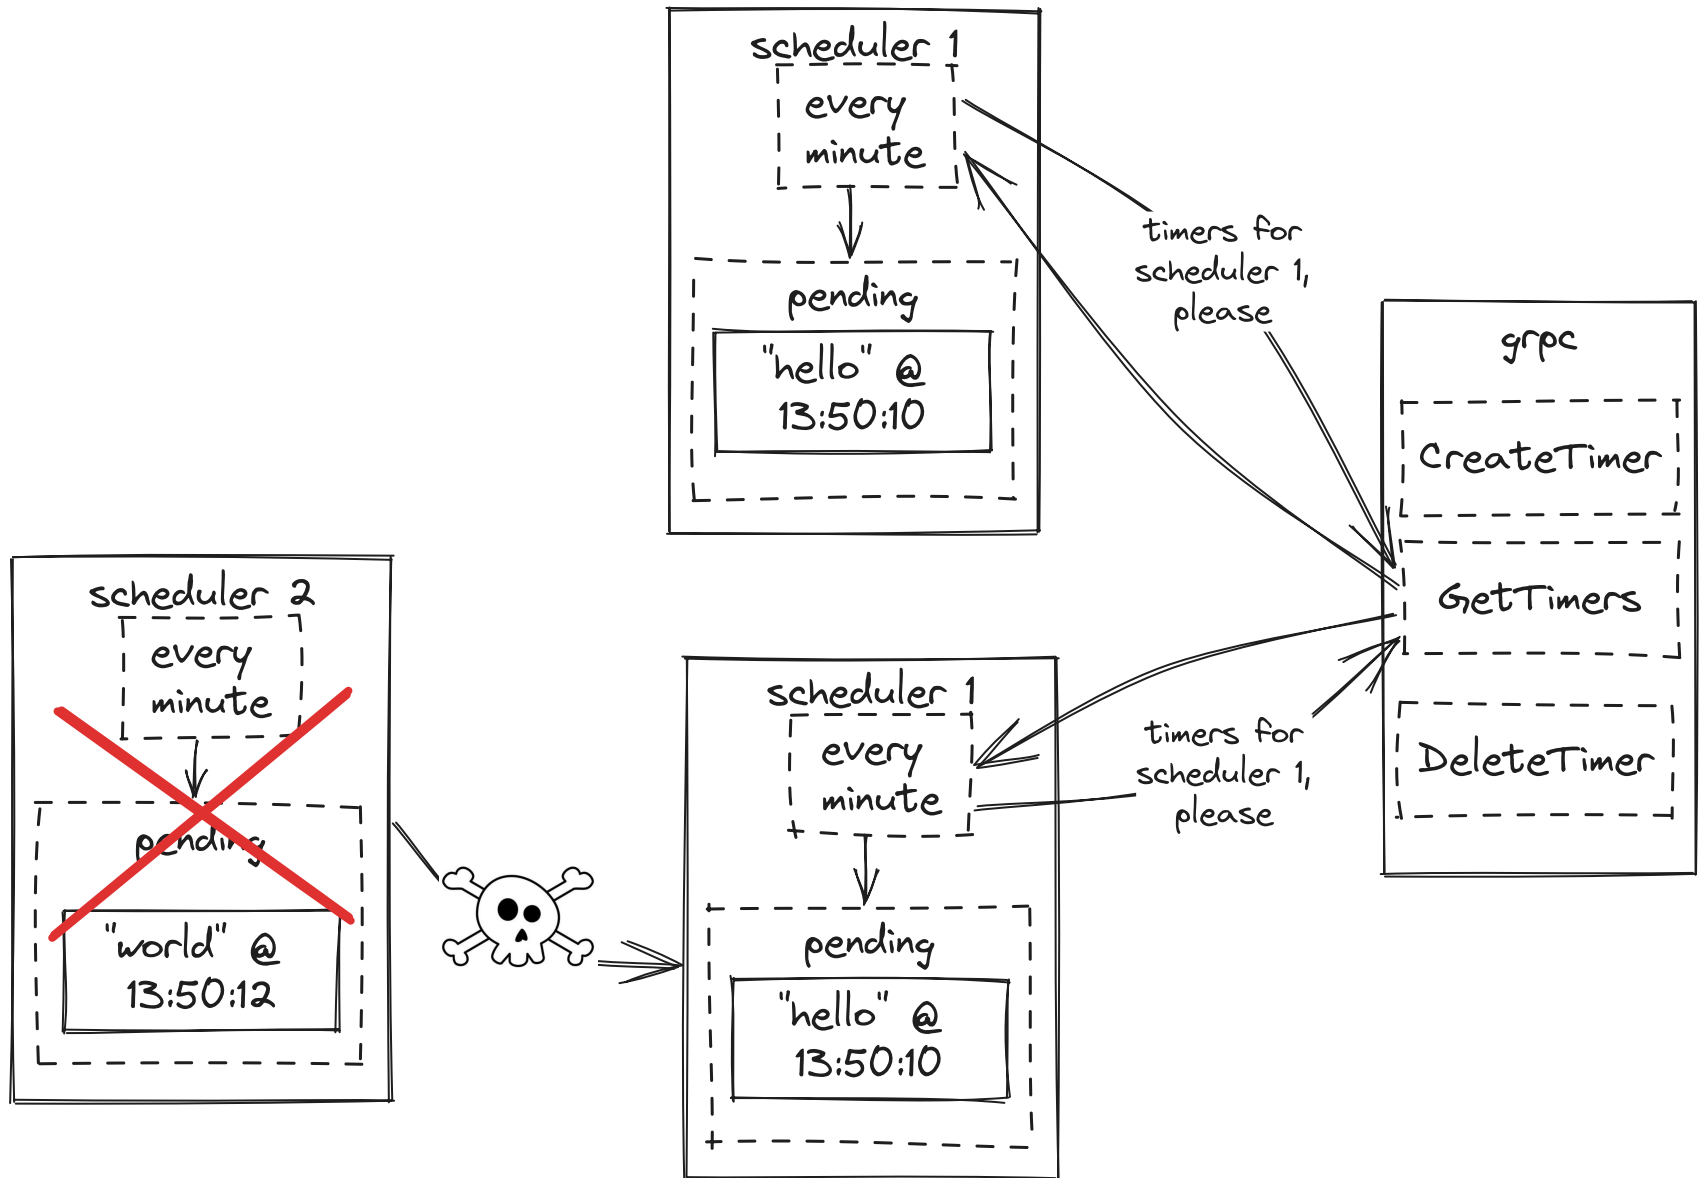 scheduler 1
every
minute
pending
"hello" @
13:50:10
timers for
scheduler 1,
please
grpc
CreateTimer
GetTimers
DeleteTimer
scheduler 2
every
minute
pending
"world" @
13:50:12
scheduler 1
every
minute
pending
"hello" @
13:50:10
timers for
scheduler 1,
please